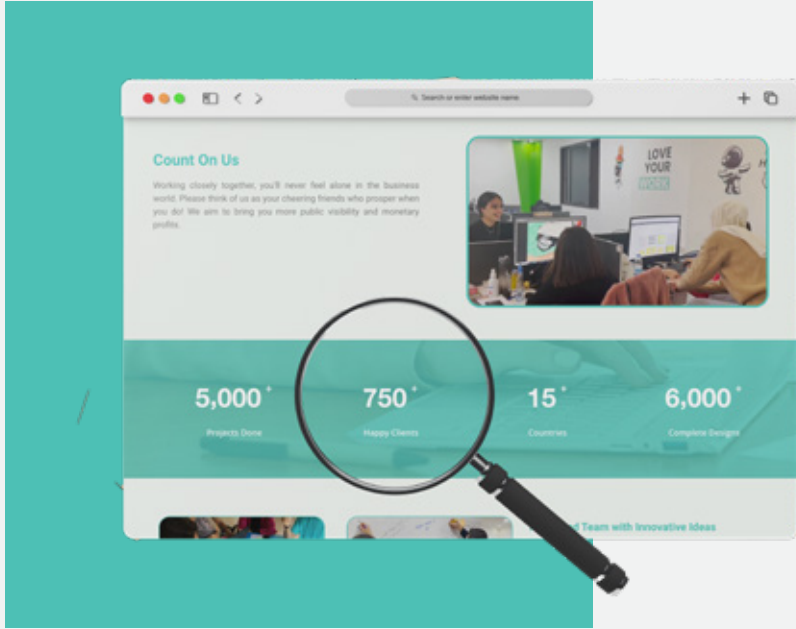 Search or enter website name
Count On Us
Working closely together, you'll never feel alone in the business
world. Please think of us as your cheering friends who prosper when
you do! We aim to bring you more public visibility and monetary
profits.
LOVE
YOUR
WORK
5,000+
750+
15+
6,000+
Projects Done
Happy Clients
Countries
Complete Designs
Team with Innovative Ideas